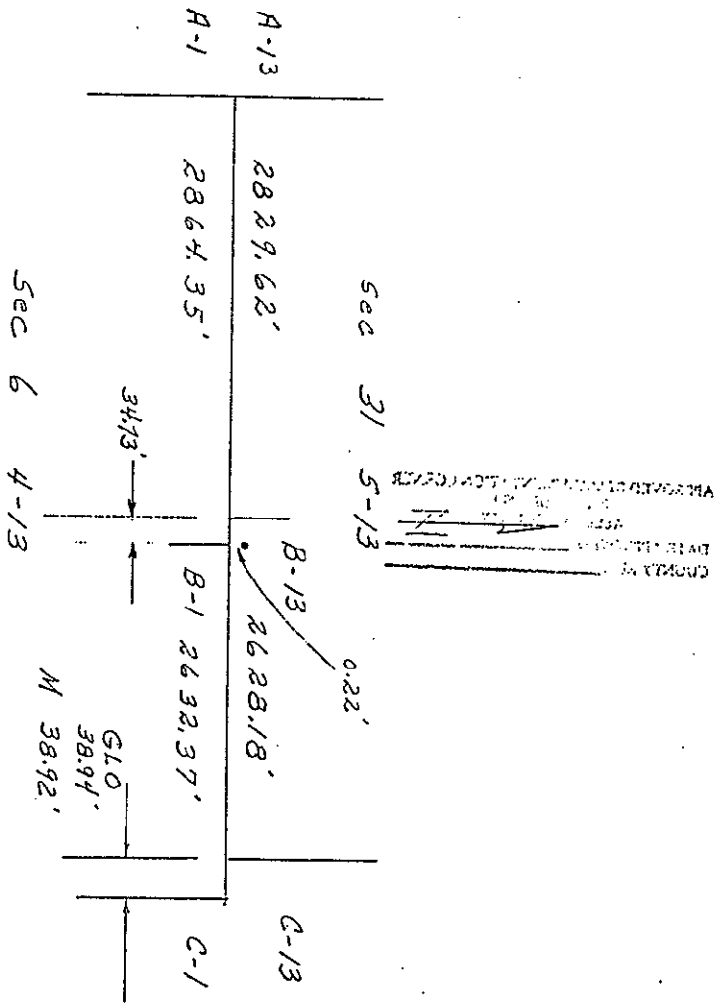 A-13
A-1
2829.62'
2864.35'
Sec 31 5-13
Sec 6 4-13
34.73'
B-13 2628.18'
B-1 2632.37'
0.22'
GLO
38.94'
M 38.92'
C-13
C-1